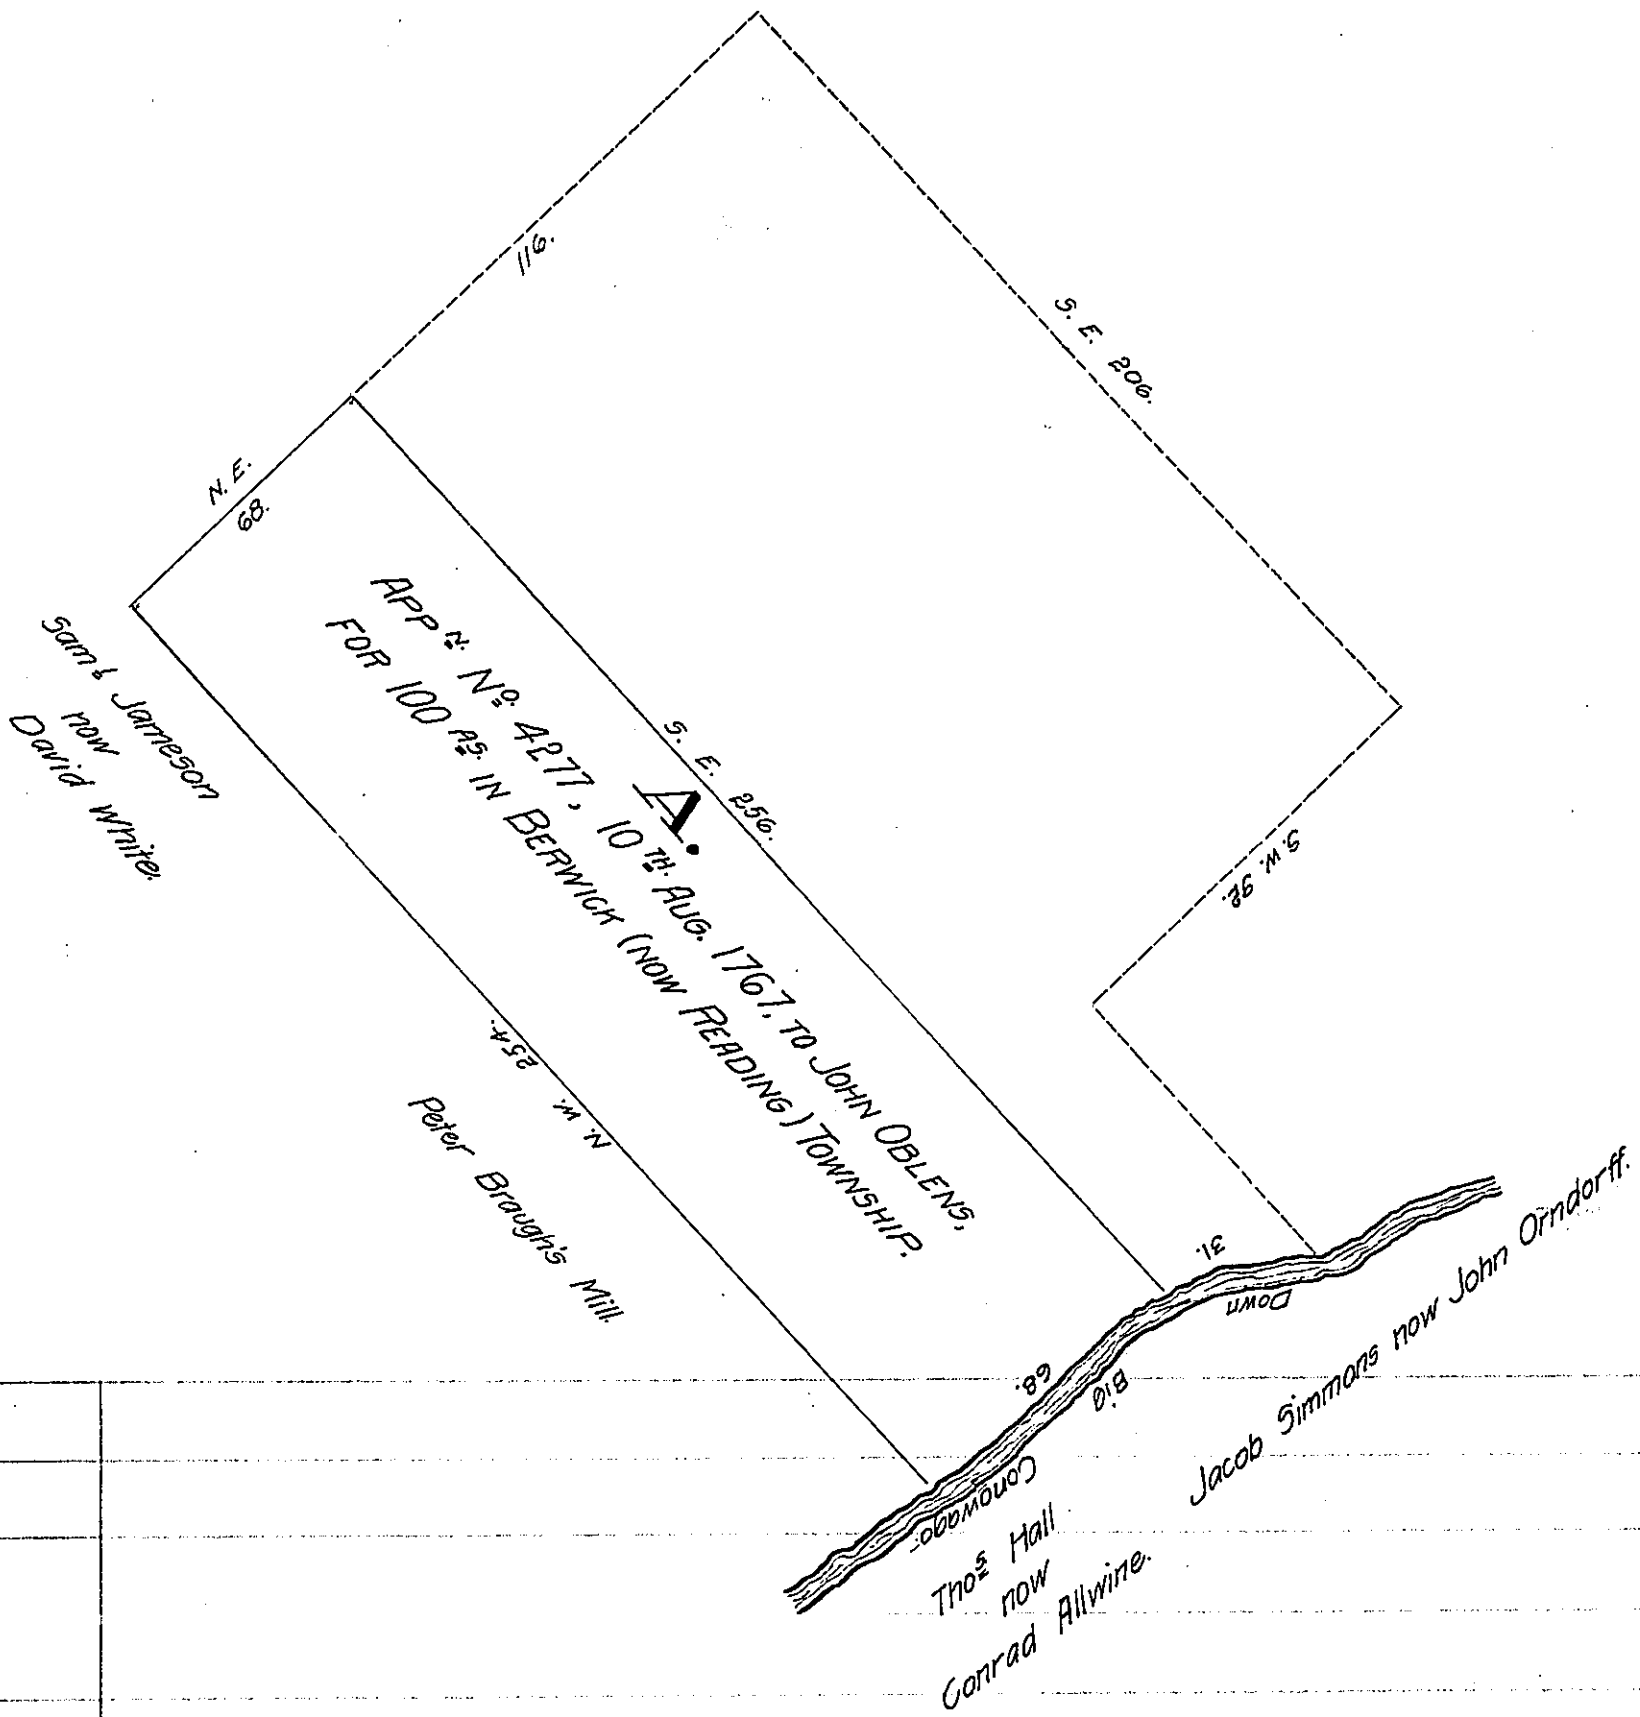 116.
S. E. 206.
N. E.
68.
S. W. 92.
S. E. 256.
A.
APPN. No. 4277, 10TH. AUG. 1767, TO JOHN OBLENS,
FOR 100 AS. IN BERWICK (NOW READING) TOWNSHIP.
Saml. Jameson
now
David White.
N. W. 254.
Peter Braugh's Mill.
31.
68.
Down
Big
Conowago
Jacob Simmons now John Orndorff.
Thos Hall
now
Conrad Allwine.